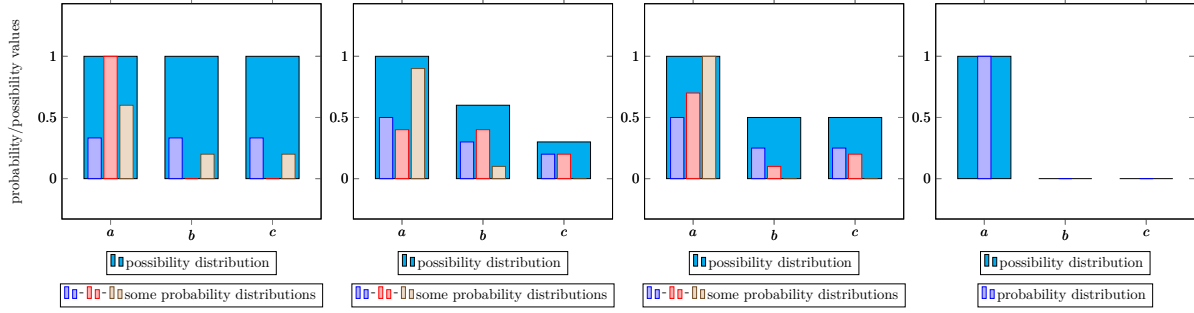 probability/possibility values
1
0.5
0
a b c
possibility distribution
- - some probability distributions
1
0.5
0
a b c
possibility distribution
- - some probability distributions
1
0.5
0
a b c
possibility distribution
- - some probability distributions
1
0.5
0
a b c
possibility distribution
probability distribution